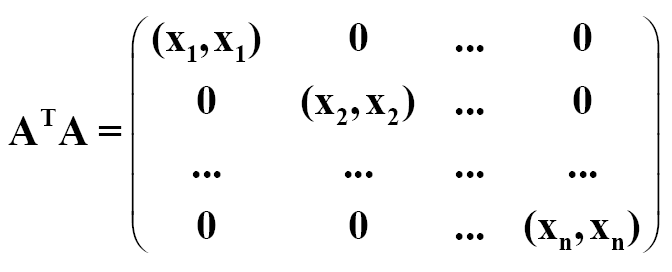 (x₁,x₁) 0 ... 0
0 (x₂,x₂) ... 0
AᵀA =
... ... ... ...
0 0 ... (xₙ,xₙ)